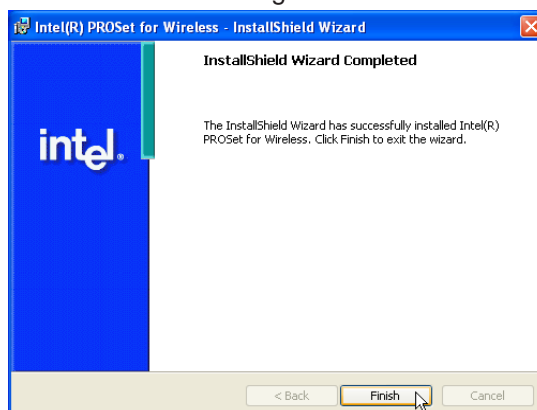 Intel(R) PROSet for Wireless - InstallShield Wizard
InstallShield Wizard Completed
The InstallShield Wizard has successfully installed Intel(R)
PROSet for Wireless. Click Finish to exit the wizard.
intel.
< Back
Finish
Cancel